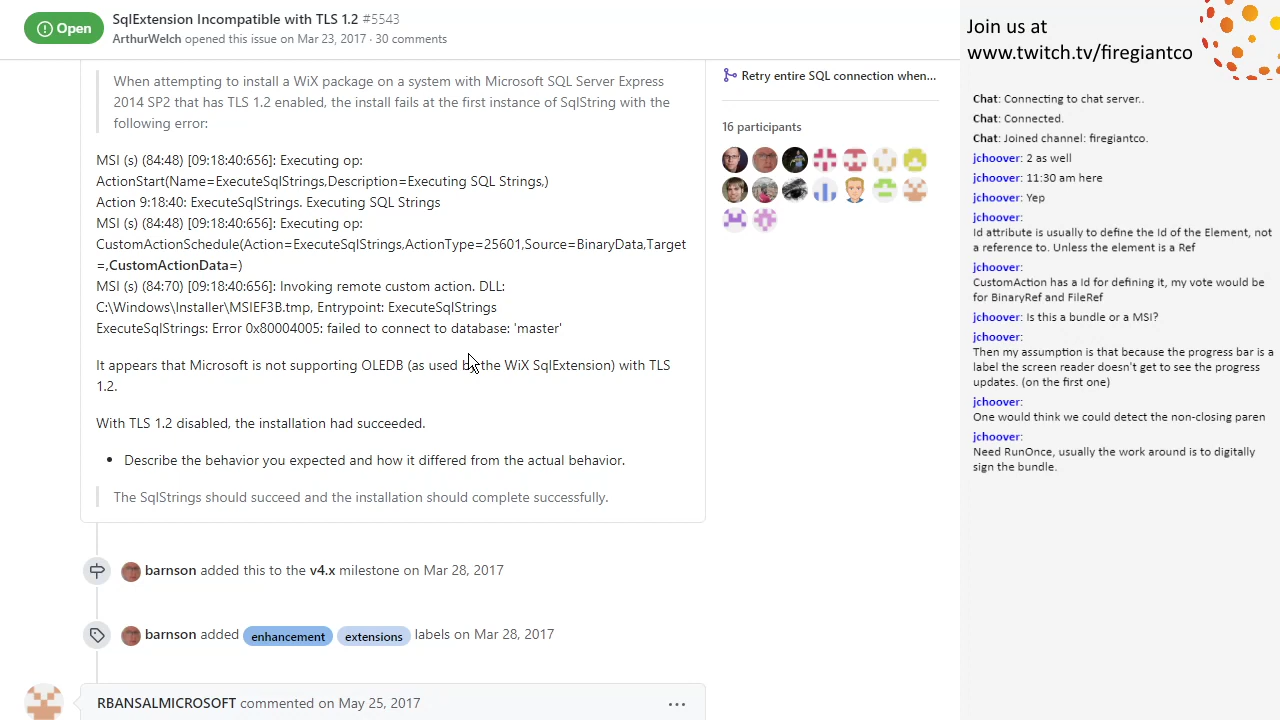 Open
SqlExtension Incompatible with TLS 1.2 #5543
ArthurWelch opened this issue on Mar 23, 2017 · 30 comments
When attempting to install a WiX package on a system with Microsoft SQL Server Express
2014 SP2 that has TLS 1.2 enabled, the install fails at the first instance of SqlString with the
following error:
MSI (s) (84:48) [09:18:40:656]: Executing op:
ActionStart(Name=ExecuteSqlStrings,Description=Executing SQL Strings,)
Action 9:18:40: ExecuteSqlStrings. Executing SQL Strings
MSI (s) (84:48) [09:18:40:656]: Executing op:
CustomActionSchedule(Action=ExecuteSqlStrings,ActionType=25601,Source=BinaryData,Target
=,CustomActionData=)
MSI (s) (84:70) [09:18:40:656]: Invoking remote custom action. DLL:
C:\Windows\Installer\MSIEF3B.tmp, Entrypoint: ExecuteSqlStrings
ExecuteSqlStrings: Error 0x80004005: failed to connect to database: 'master'
It appears that Microsoft is not supporting OLEDB (as used by the WiX SqlExtension) with TLS
1.2.
With TLS 1.2 disabled, the installation had succeeded.
• Describe the behavior you expected and how it differed from the actual behavior.
The SqlStrings should succeed and the installation should complete successfully.
barnson added this to the v4.x milestone on Mar 28, 2017
barnson added enhancement extensions labels on Mar 28, 2017
RBANSALMICROSOFT commented on May 25, 2017
Retry entire SQL connection when...
16 participants
Join us at
www.twitch.tv/firegiantco
Chat: Connecting to chat server..
Chat: Connected.
Chat: Joined channel: firegiantco.
jchoover: 2 as well
jchoover: 11:30 am here
jchoover: Yep
jchoover:
Id attribute is usually to define the Id of the Element, not
a reference to. Unless the element is a Ref
jchoover:
CustomAction has a Id for defining it, my vote would be
for BinaryRef and FileRef
jchoover: Is this a bundle or a MSI?
jchoover:
Then my assumption is that because the progress bar is a
label the screen reader doesn't get to see the progress
updates. (on the first one)
jchoover:
One would think we could detect the non-closing paren
jchoover:
Need RunOnce, usually the work around is to digitally
sign the bundle.